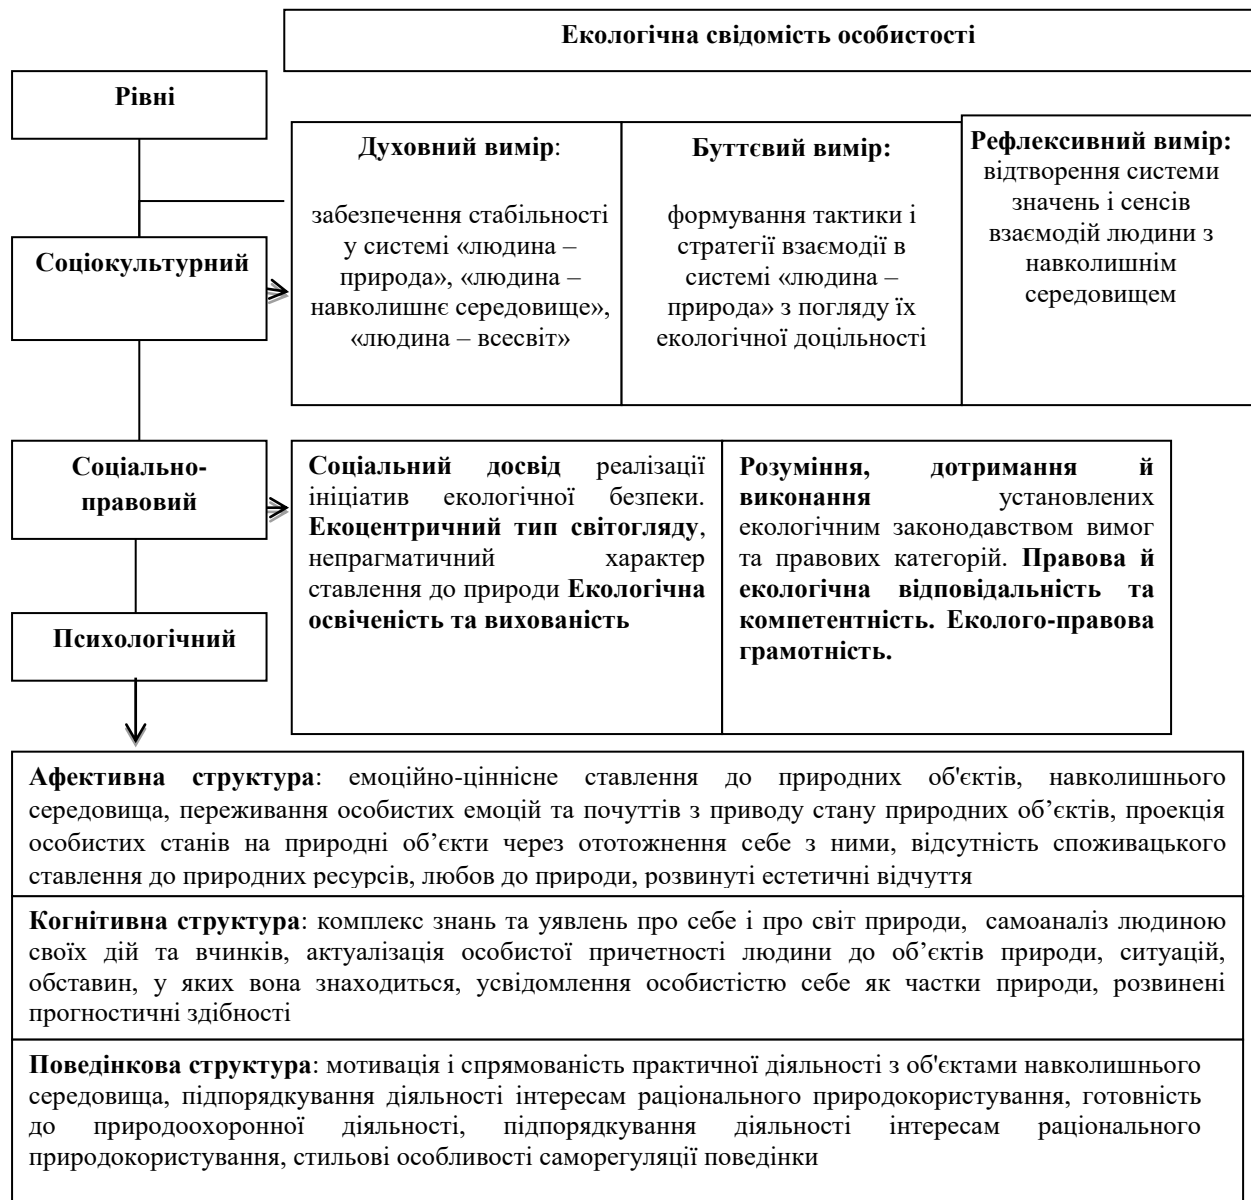 Екологічна свідомість особистості
Рівні
Соціокультурний
Духовний вимір:
забезпечення стабільності
у системі «людина –
природа», «людина –
навколишнє середовище»,
«людина – всесвіт»
Буттєвий вимір:
формування тактики і
стратегії взаємодії в
системі «людина –
природа» з погляду їх
екологічної доцільності
Рефлексивний вимір:
відтворення системи
значень і сенсів
взаємодій людини з
навколишнім
середовищем
Соціально-
правовий
Соціальний досвід реалізації
ініціатив екологічної безпеки.
Екоцентричний тип світогляду,
непрагматичний характер
ставлення до природи Екологічна
освіченість та вихованість
Розуміння, дотримання й
виконання установлених
екологічним законодавством вимог
та правових категорій. Правова й
екологічна відповідальність та
компетентність. Еколого-правова
грамотність.
Психологічний
Афективна структура: емоційно-ціннісне ставлення до природних об'єктів, навколишнього
середовища, переживання особистих емоцій та почуттів з приводу стану природних об’єктів, проекція
особистих станів на природні об’єкти через ототожнення себе з ними, відсутність споживацького
ставлення до природних ресурсів, любов до природи, розвинуті естетичні відчуття
Когнітивна структура: комплекс знань та уявлень про себе і про світ природи, самоаналіз людиною
своїх дій та вчинків, актуалізація особистої причетності людини до об’єктів природи, ситуацій,
обставин, у яких вона знаходиться, усвідомлення особистістю себе як частки природи, розвинені
прогностичні здібності
Поведінкова структура: мотивація і спрямованість практичної діяльності з об'єктами навколишнього
середовища, підпорядкування діяльності інтересам раціонального природокористування, готовність
до природоохоронної діяльності, підпорядкування діяльності інтересам раціонального
природокористування, стильові особливості саморегуляції поведінки